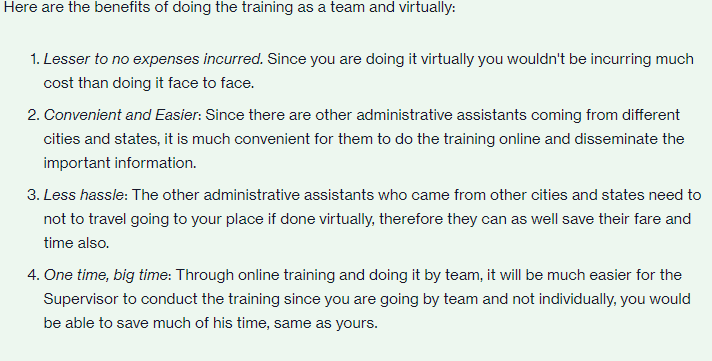 Here are the benefits of doing the training as a team and virtually:
1. Lesser to no expenses incurred. Since you are doing it virtually you wouldn't be incurring much
cost than doing it face to face.
2. Convenient and Easier: Since there are other administrative assistants coming from different
cities and states, it is much convenient for them to do the training online and disseminate the
important information.
3. Less hassle: The other administrative assistants who came from other cities and states need to
not to travel going to your place if done virtually, therefore they can as well save their fare and
time also.
4. One time, big time: Through online training and doing it by team, it will be much easier for the
Supervisor to conduct the training since you are going by team and not individually, you would
be able to save much of his time, same as yours.